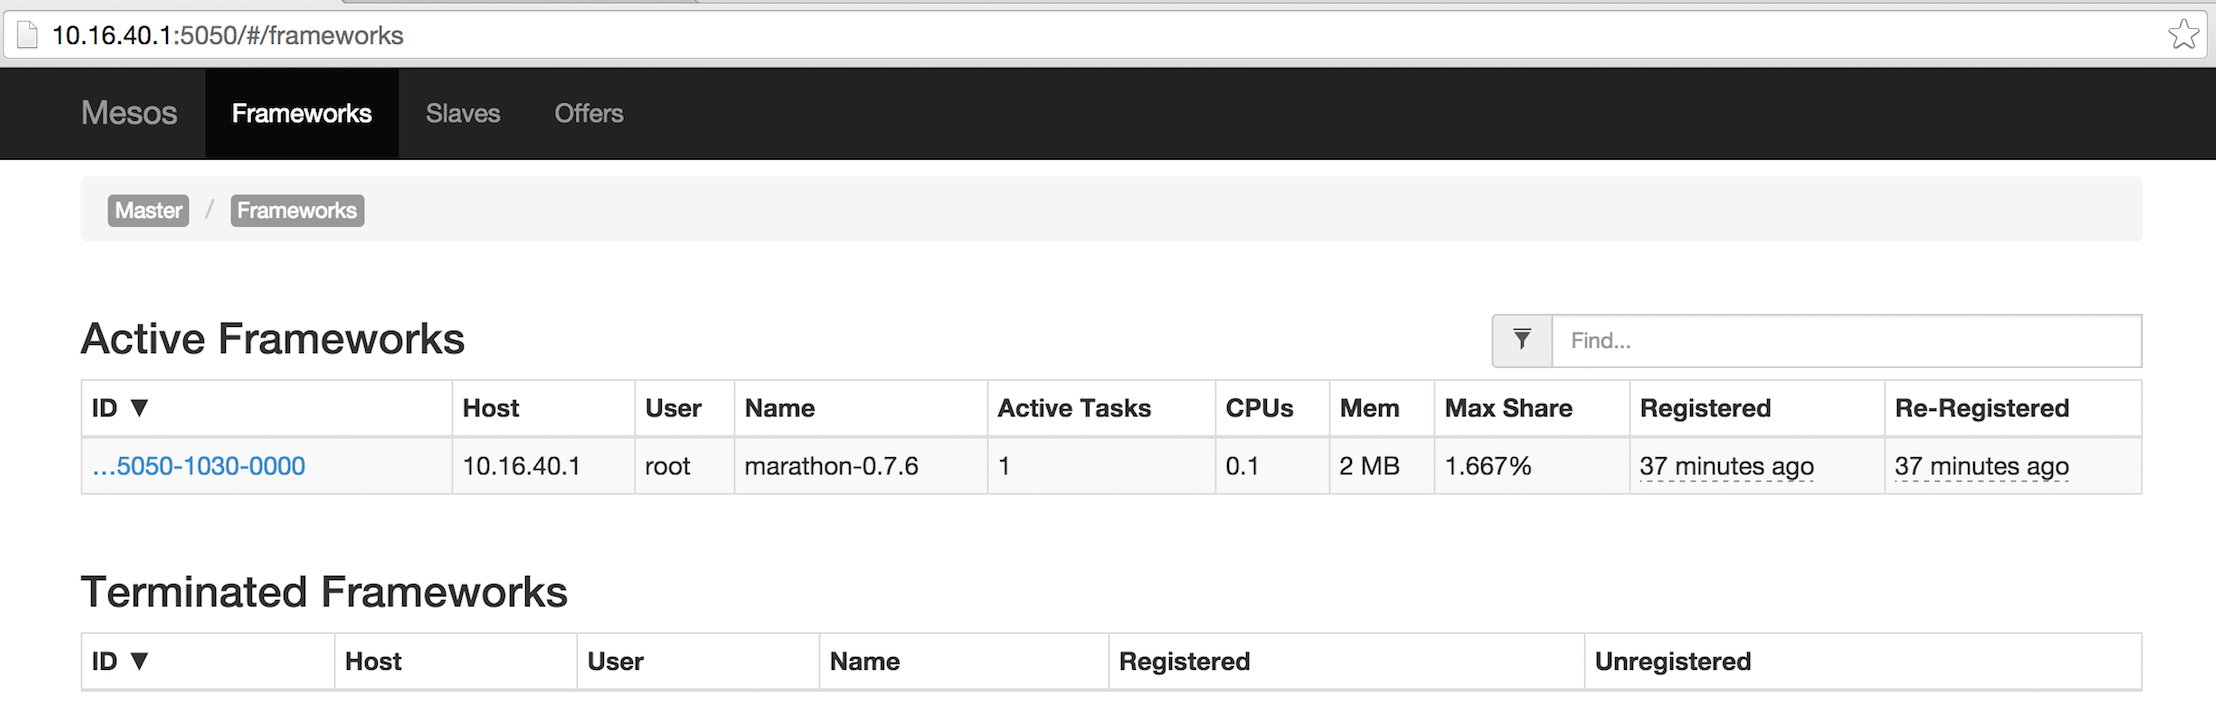 10.16.40.1:5050/#/frameworks
Mesos Frameworks Slaves Offers
Master / Frameworks
Active Frameworks
Find...
ID ▼ Host User Name Active Tasks CPUs Mem Max Share Registered Re-Registered
…5050-1030-0000 10.16.40.1 root marathon-0.7.6 1 0.1 2 MB 1.667% 37 minutes ago 37 minutes ago
Terminated Frameworks
ID ▼ Host User Name Registered Unregistered